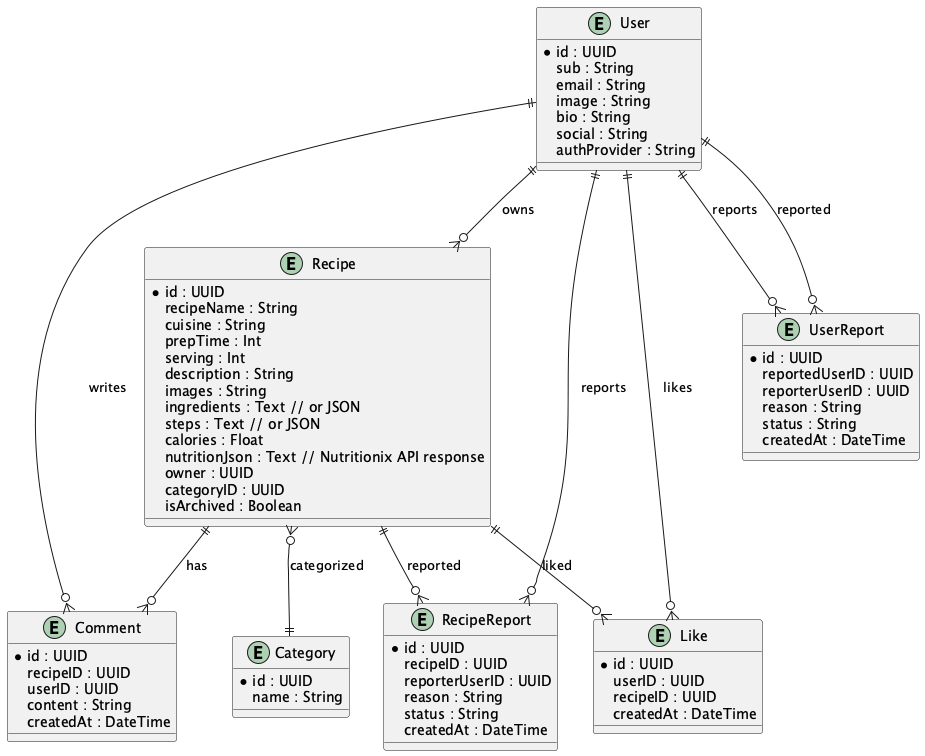 E User
* id : UUID
sub : String
email : String
image : String
bio : String
social : String
authProvider : String
owns
reports
reported
E Recipe
* id : UUID
recipeName : String
cuisine : String
prepTime : Int
serving : Int
description : String
images : String
ingredients : Text // or JSON
steps : Text // or JSON
calories : Float
nutritionJson : Text // Nutritionix API response
owner : UUID
categoryID : UUID
isArchived : Boolean
E UserReport
* id : UUID
reportedUserID : UUID
reporterUserID : UUID
reason : String
status : String
createdAt : DateTime
writes
reports
likes
has
categorized
reported
liked
E Comment
* id : UUID
recipeID : UUID
userID : UUID
content : String
createdAt : DateTime
E Category
* id : UUID
name : String
E RecipeReport
* id : UUID
recipeID : UUID
reporterUserID : UUID
reason : String
status : String
createdAt : DateTime
E Like
* id : UUID
userID : UUID
recipeID : UUID
createdAt : DateTime